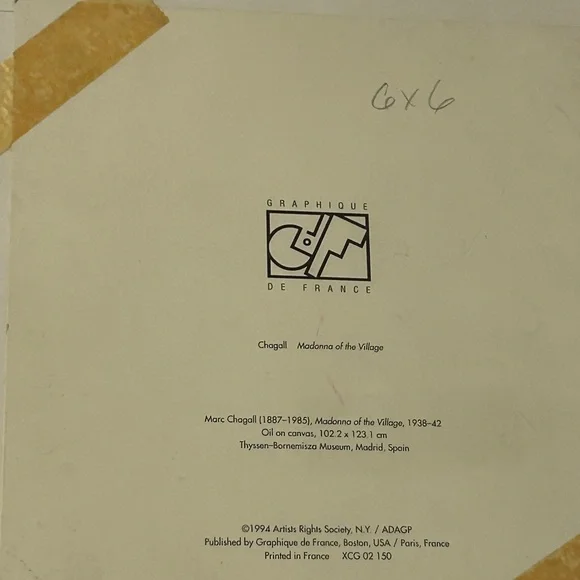 6x6
GRAPHIQUE
DE FRANCE
Chagall Madonna of the Village
Marc Chagall (1887–1985), Madonna of the Village, 1938–42
Oil on canvas, 102.2 x 123.1 cm
Thyssen–Bornemisza Museum, Madrid, Spain
©1994 Artists Rights Society, N.Y. / ADAGP
Published by Graphique de France, Boston, USA / Paris, France
Printed in France XCG 02 150